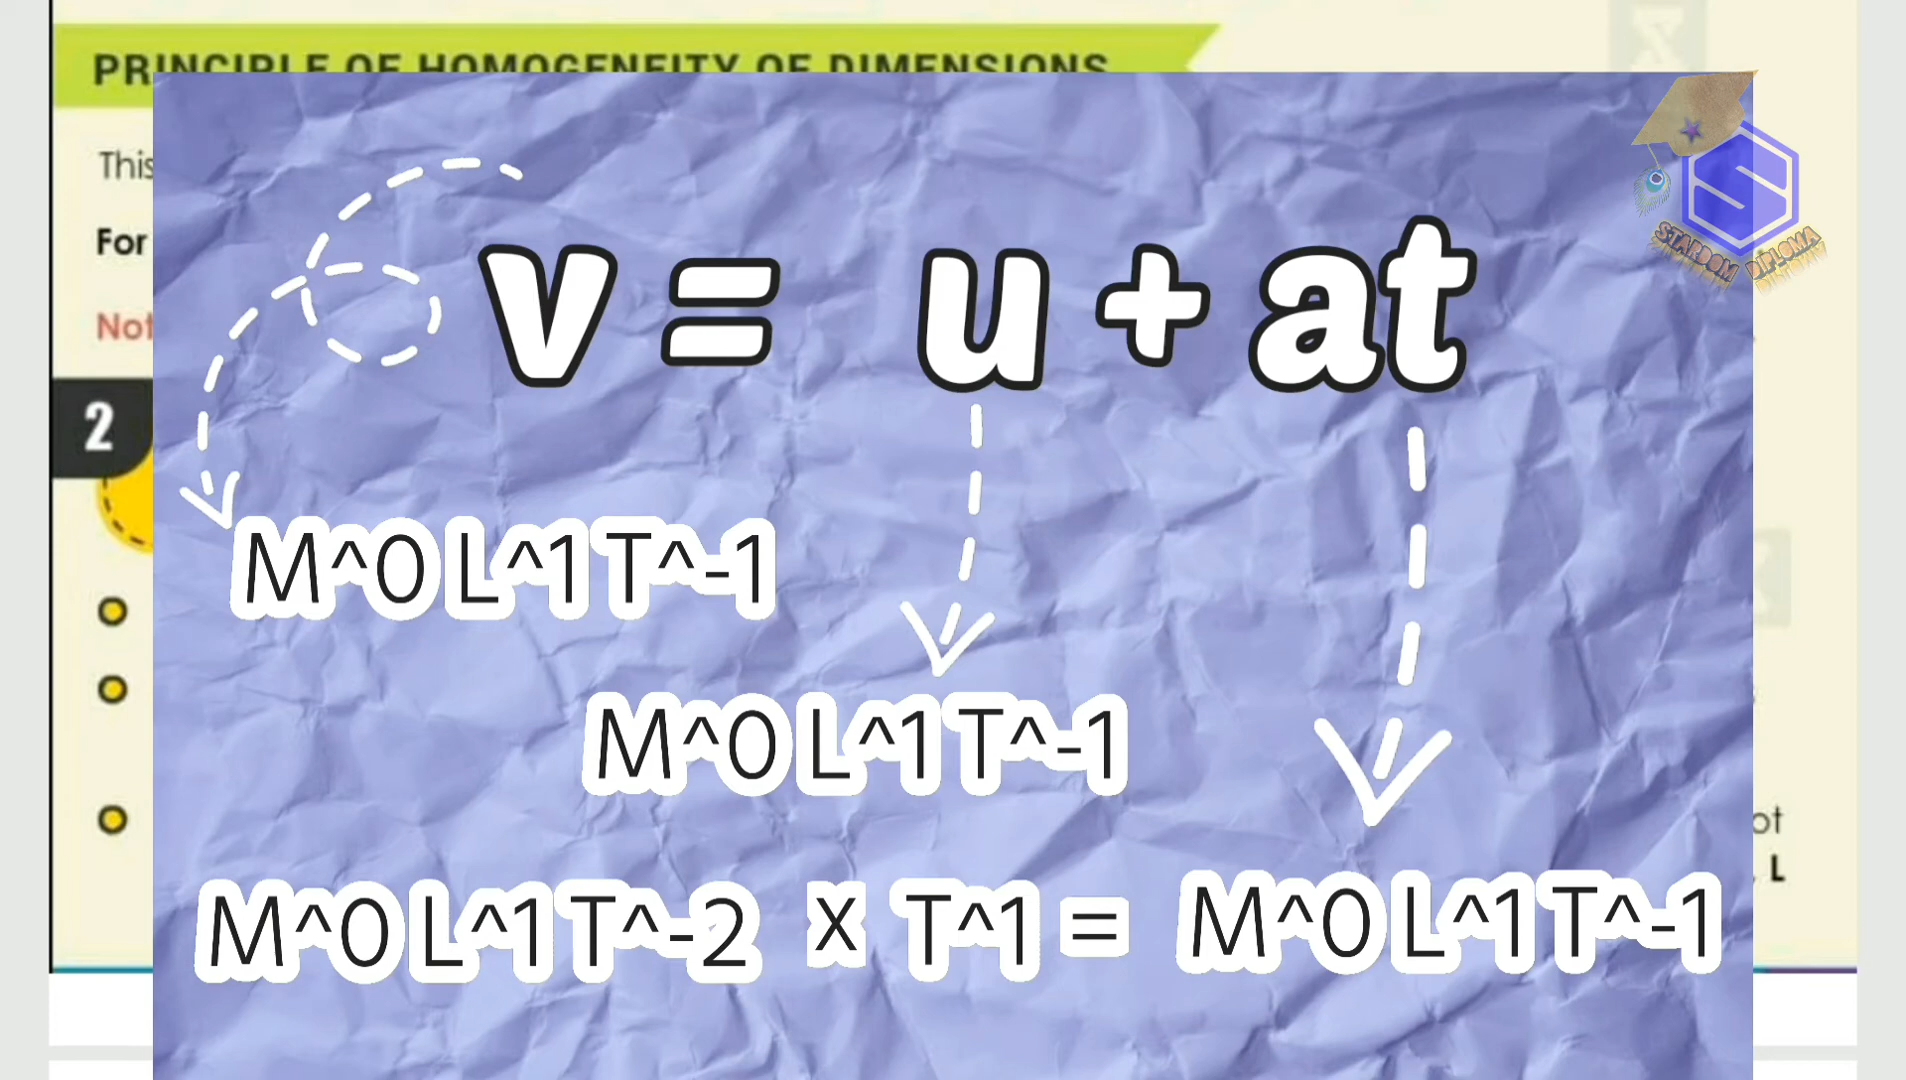 PRINCIPLE OF HOMOGENEITY OF DIMENSIONS
This
For
Not
2
STARDOM DIPLOMA
v = u + at
M^0 L^1 T^-1
M^0 L^1 T^-1
M^0 L^1 T^-2 x T^1 = M^0 L^1 T^-1
ot
L